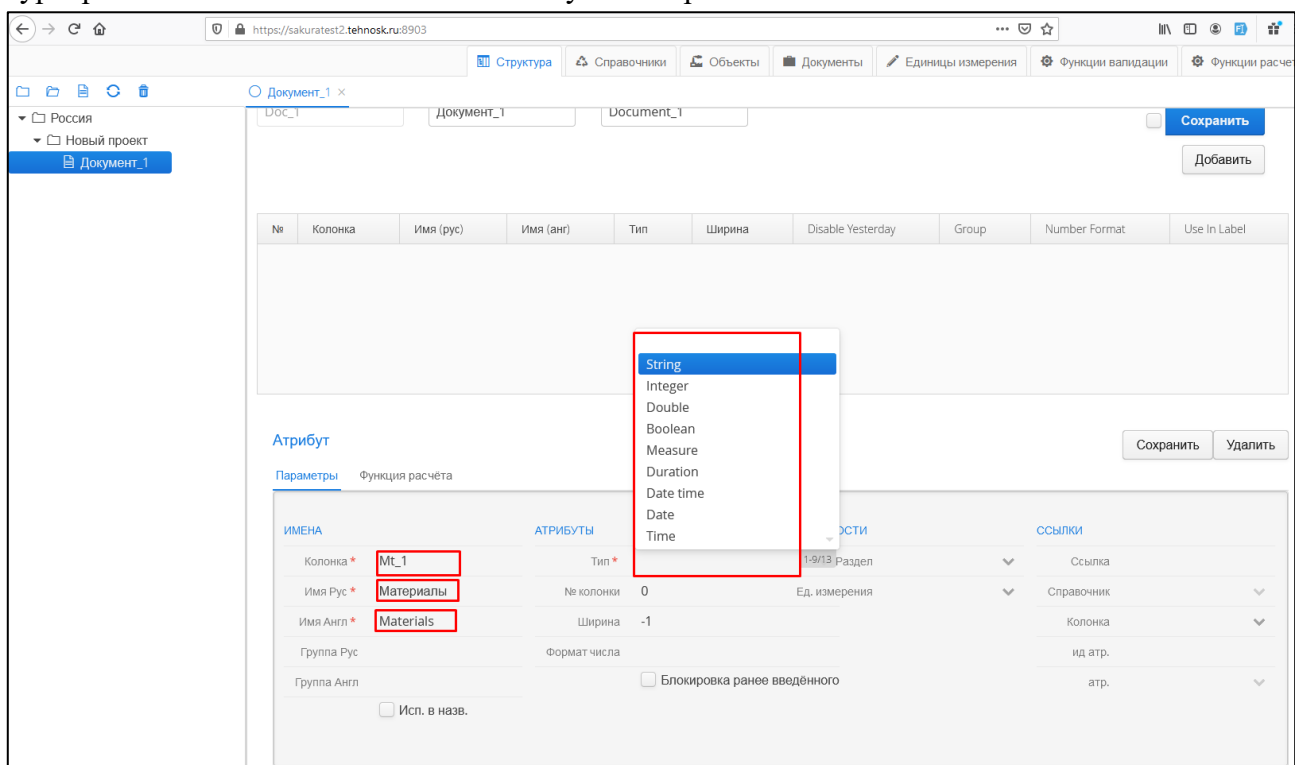 https://sakuratest2.tehnosk.ru:8903
Структура Справочники Объекты Документы Единицы измерения Функции валидации Функции расчет
Документ_1 ×
Россия
Новый проект
Документ_1
Doc_1 Документ_1 Document_1 Сохранить
Добавить
№ Колонка Имя (рус) Имя (анг) Тип Ширина Disable Yesterday Group Number Format Use In Label
String
Integer
Double
Boolean
Measure
Duration
Date time
Date
Time
1-9/13
Атрибут Сохранить Удалить
Параметры Функция расчёта
ИМЕНА АТРИБУТЫ ОСТИ ССЫЛКИ
Колонка * Mt_1 Тип * Раздел Ссылка
Имя Рус * Материалы № колонки 0 Ед. измерения Справочник
Имя Англ * Materials Ширина -1 Колонка
Группа Рус Формат числа ид атр.
Группа Англ Блокировка ранее введённого атр.
Исп. в назв.